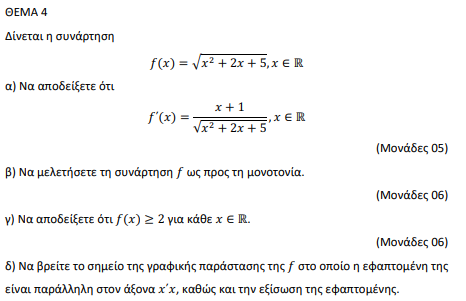 ΘΕΜΑ 4
Δίνεται η συνάρτηση
f(x) = √(x² + 2x + 5), x ∈ ℝ
α) Να αποδείξετε ότι
f′(x) = (x + 1)/√(x² + 2x + 5), x ∈ ℝ
(Μονάδες 05)
β) Να μελετήσετε τη συνάρτηση f ως προς τη μονοτονία.
(Μονάδες 06)
γ) Να αποδείξετε ότι f(x) ≥ 2 για κάθε x ∈ ℝ.
(Μονάδες 06)
δ) Να βρείτε το σημείο της γραφικής παράστασης της f στο οποίο η εφαπτομένη της
είναι παράλληλη στον άξονα x′x, καθώς και την εξίσωση της εφαπτομένης.